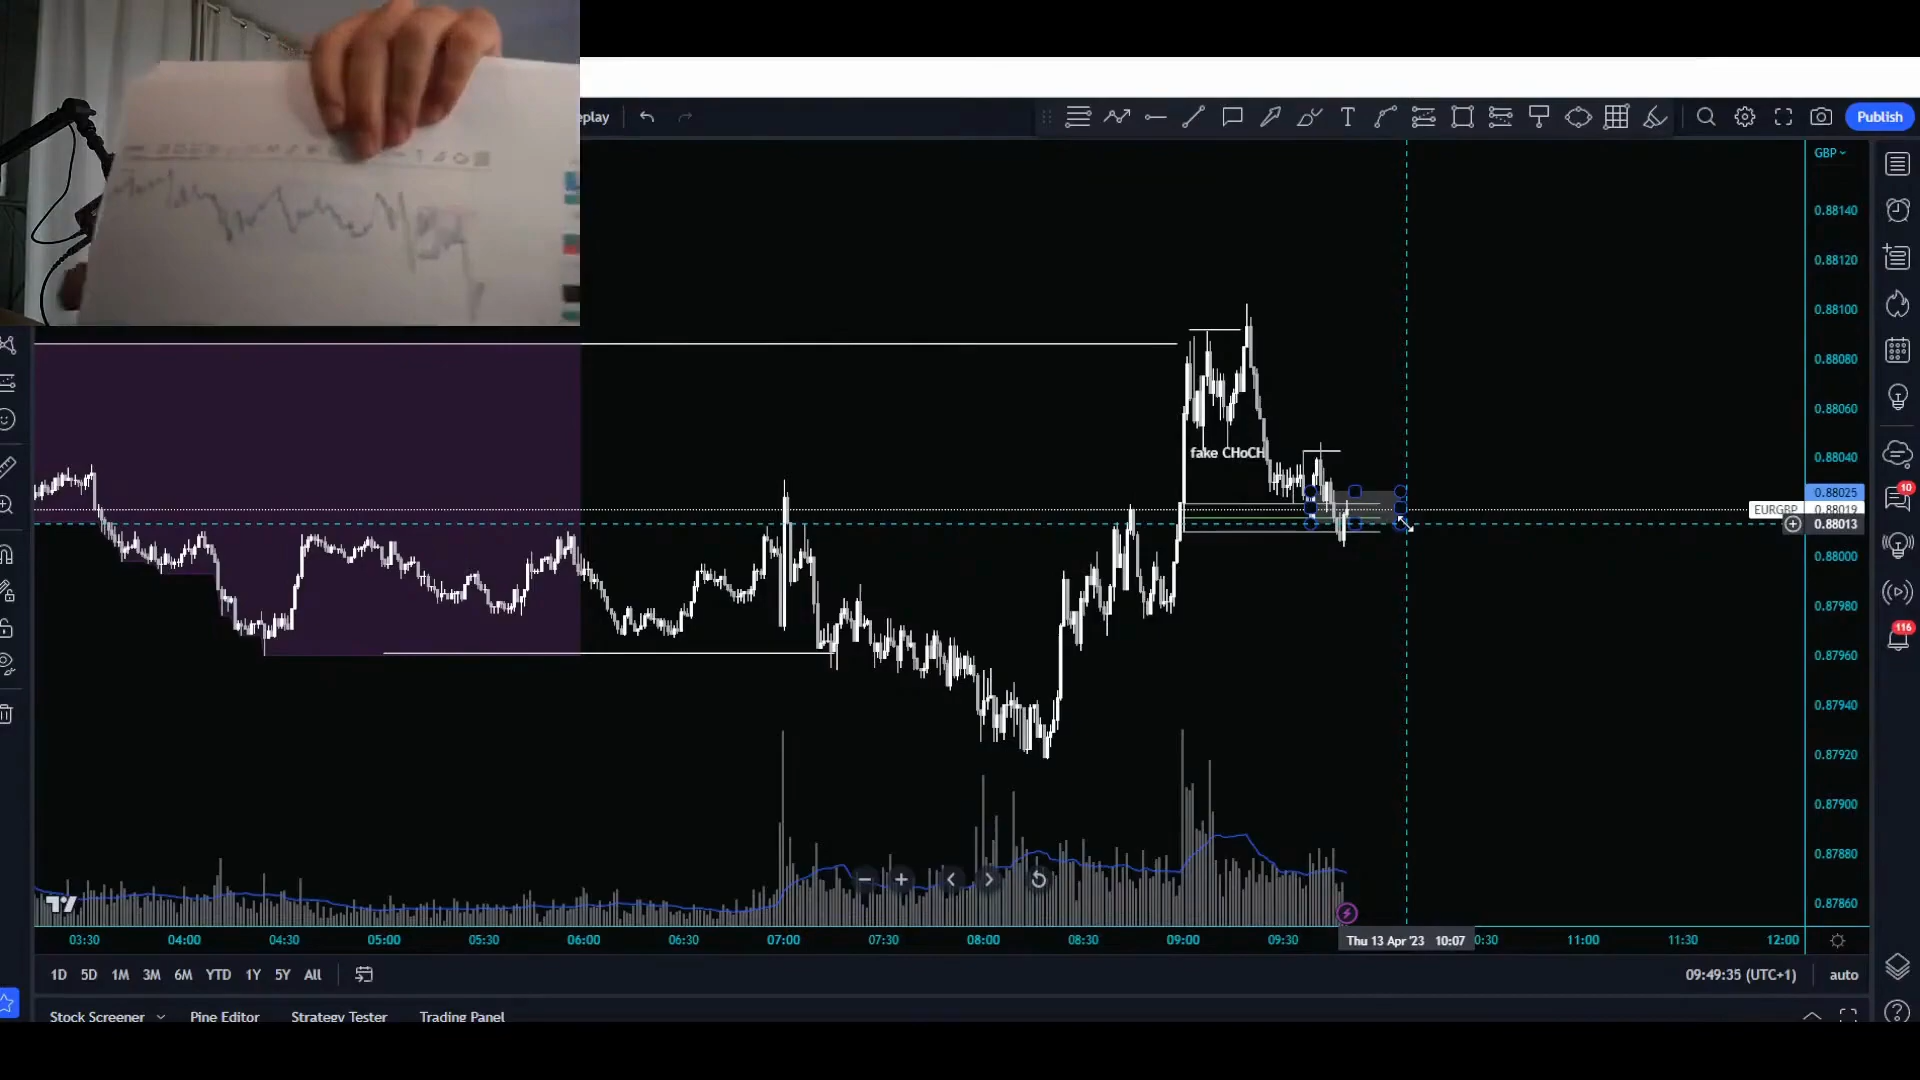 eplay
Publish
GBP
0.88140
0.88120
0.88100
0.88080
0.88060
fake CHoCH
0.88040
0.88025
EURGBP 0.88019
0.88013
0.88000
0.87980
0.87960
0.87940
0.87920
0.87900
0.87880
0.87860
10
116
03:30 04:00 04:30 05:00 05:30 06:00 06:30 07:00 07:30 08:00 08:30 09:00 09:30 Thu 13 Apr '23 10:07 0:30 11:00 11:30 12:00
1D 5D 1M 3M 6M YTD 1Y 5Y All 09:49:35 (UTC+1) auto
Stock Screener Pine Editor Strategy Tester Trading Panel